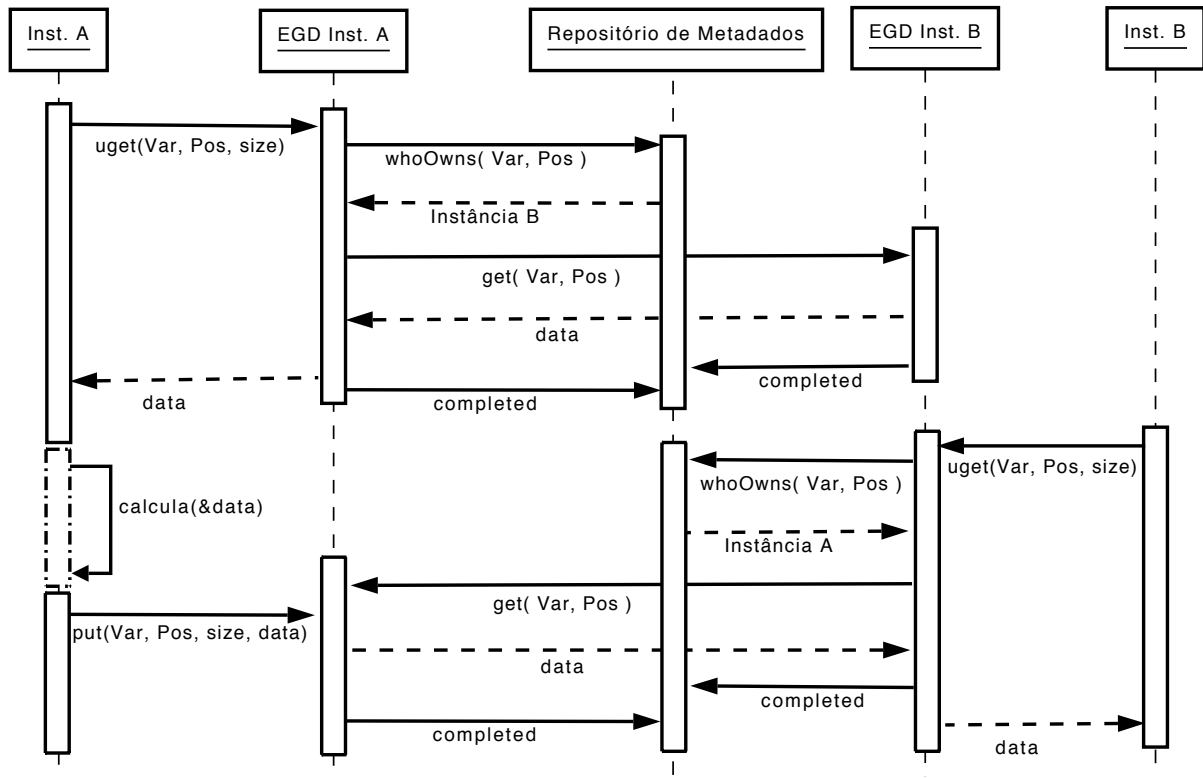 Inst. A
EGD Inst. A
Repositório de Metadados
EGD Inst. B
Inst. B
uget(Var, Pos, size)
whoOwns( Var, Pos )
Instância B
get( Var, Pos )
data
completed
data
completed
uget(Var, Pos, size)
whoOwns( Var, Pos )
calcula(&data)
Instância A
get( Var, Pos )
put(Var, Pos, size, data)
data
completed
completed
data